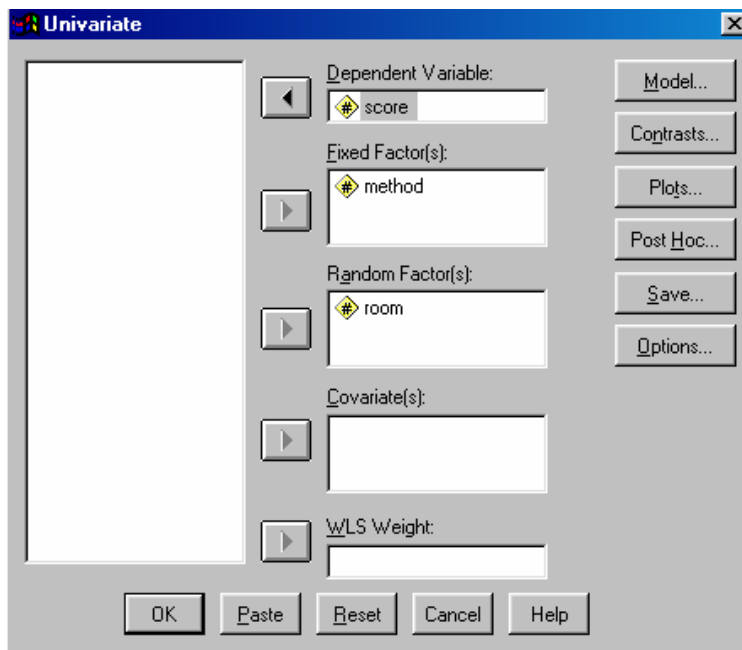 Univariate
Dependent Variable:
# score
Fixed Factor(s):
# method
Random Factor(s):
# room
Covariate(s):
WLS Weight:
Model...
Contrasts...
Plots...
Post Hoc...
Save...
Options...
OK Paste Reset Cancel Help